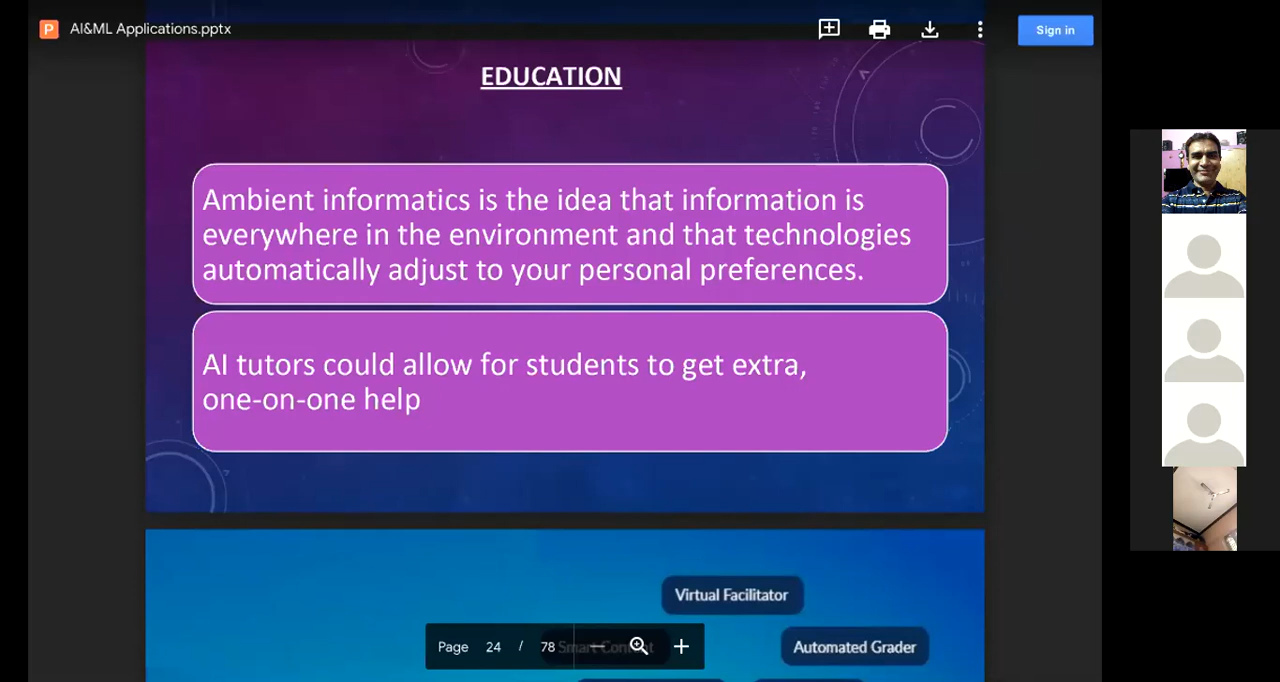 P
AI&ML Applications.pptx
Sign in
EDUCATION
Ambient informatics is the idea that information is
everywhere in the environment and that technologies
automatically adjust to your personal preferences.
AI tutors could allow for students to get extra,
one-on-one help
Virtual Facilitator
Page 24 / 78
Smart Content
Automated Grader